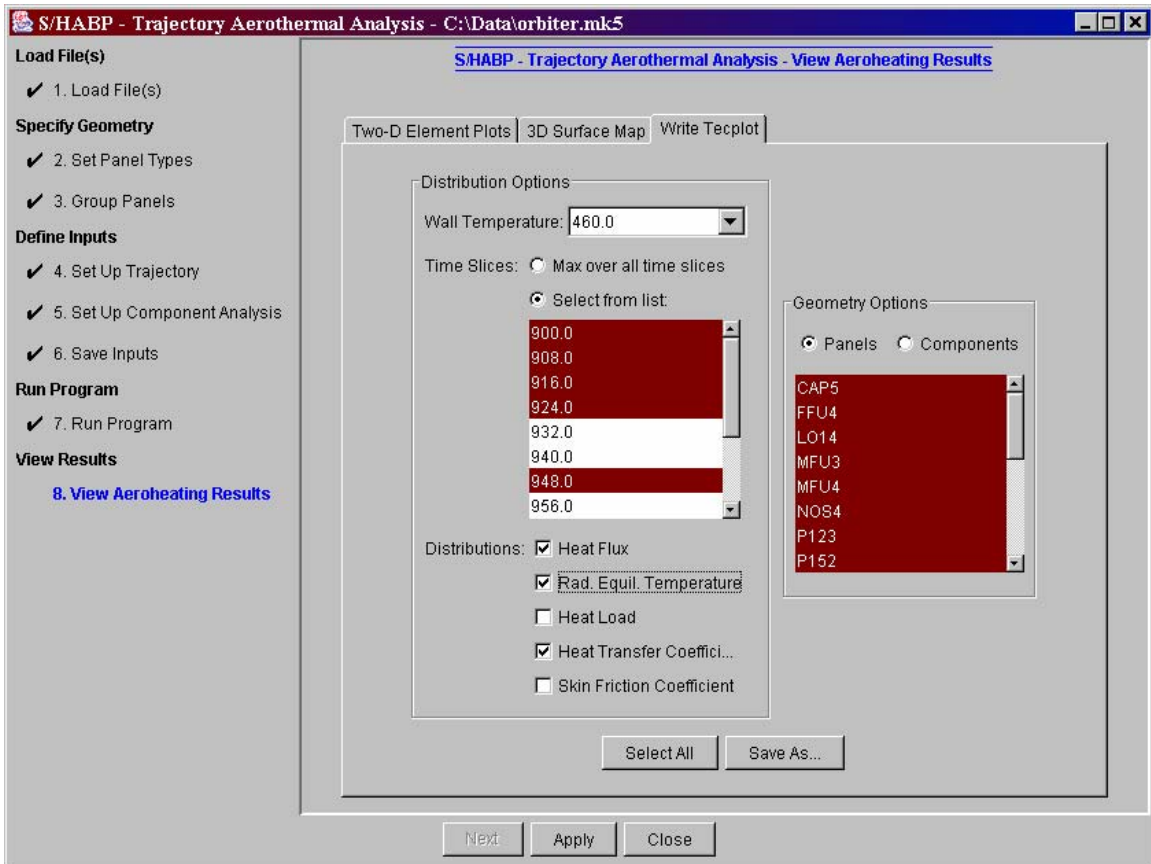 S/HABP - Trajectory Aerothermal Analysis - C:\Data\orbiter.mk5
Load File(s)
✔ 1. Load File(s)
Specify Geometry
✔ 2. Set Panel Types
✔ 3. Group Panels
Define Inputs
✔ 4. Set Up Trajectory
✔ 5. Set Up Component Analysis
✔ 6. Save Inputs
Run Program
✔ 7. Run Program
View Results
8. View Aeroheating Results
S/HABP - Trajectory Aerothermal Analysis - View Aeroheating Results
Two-D Element Plots 3D Surface Map Write Tecplot
Distribution Options
Wall Temperature: 460.0
Time Slices: Max over all time slices
Select from list:
900.0
908.0
916.0
924.0
932.0
940.0
948.0
956.0
Distributions: Heat Flux
Rad. Equil. Temperature
Heat Load
Heat Transfer Coeffici...
Skin Friction Coefficient
Geometry Options
Panels Components
CAP5
FFU4
LO14
MFU3
MFU4
NOS4
P123
P152
Select All Save As...
Next Apply Close